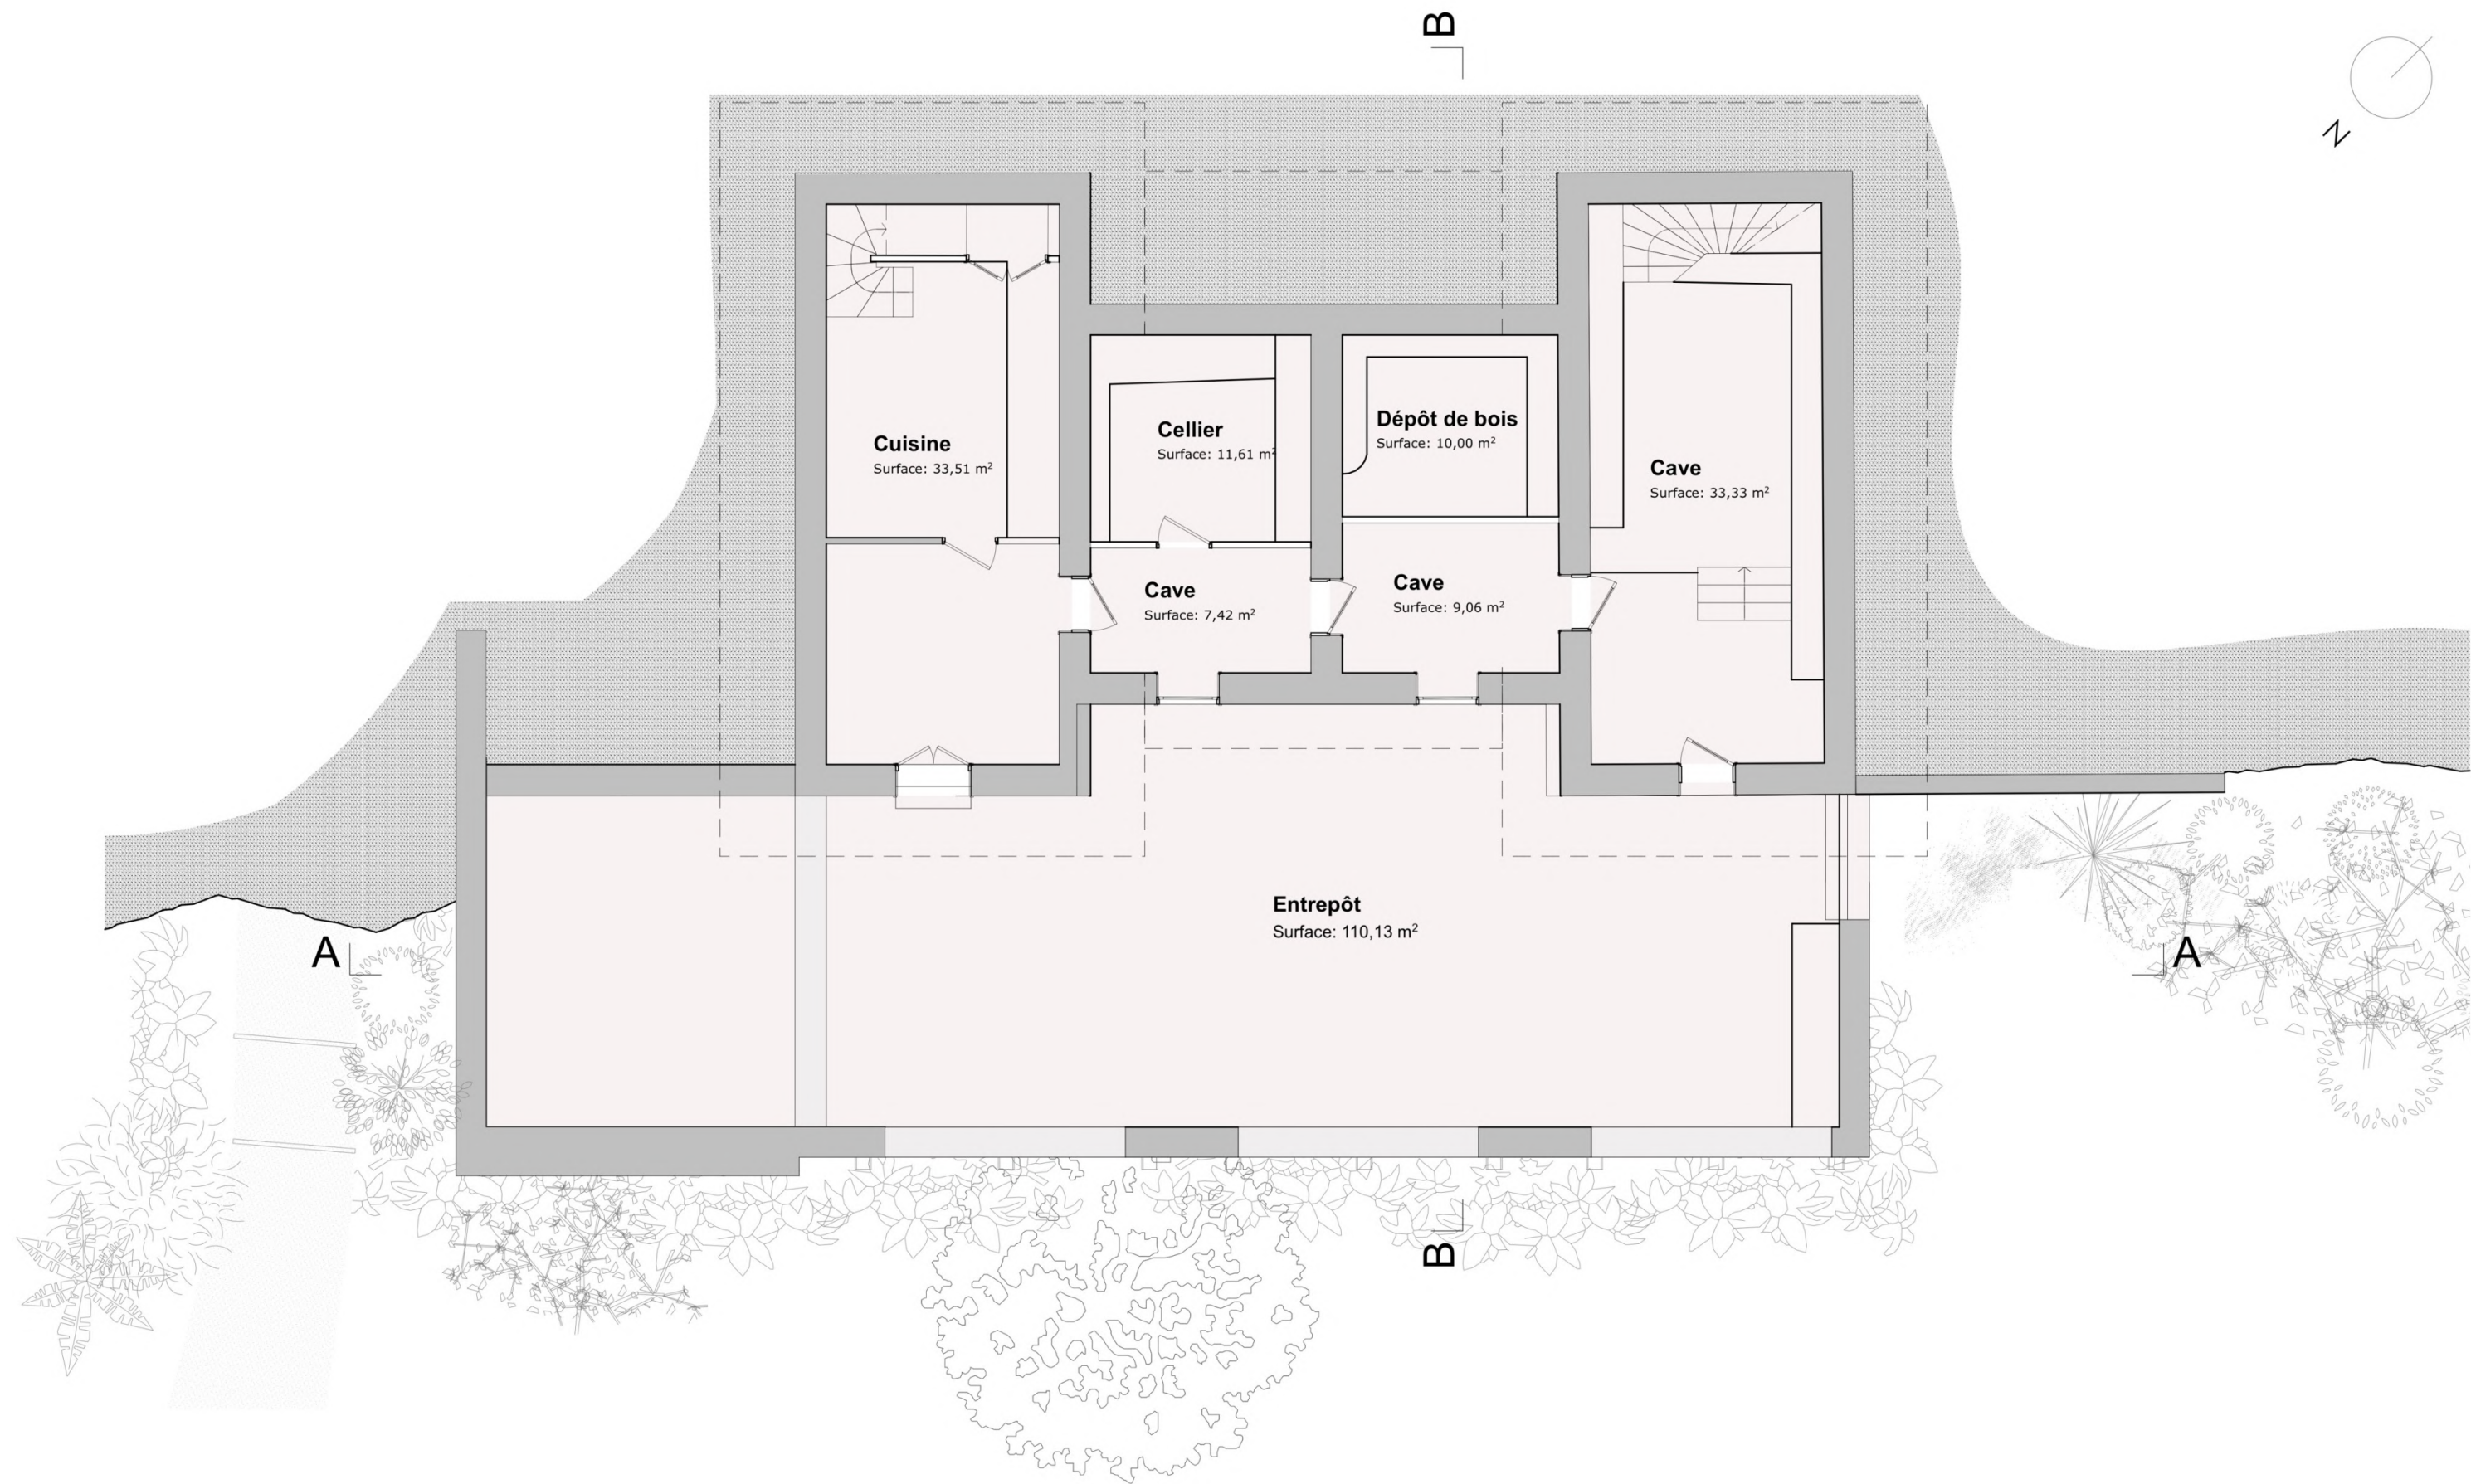 B
N
Cuisine
Surface: 33,51 m²
Cellier
Surface: 11,61 m²
Dépôt de bois
Surface: 10,00 m²
Cave
Surface: 33,33 m²
Cave
Surface: 7,42 m²
Cave
Surface: 9,06 m²
Entrepôt
Surface: 110,13 m²
A
A
B